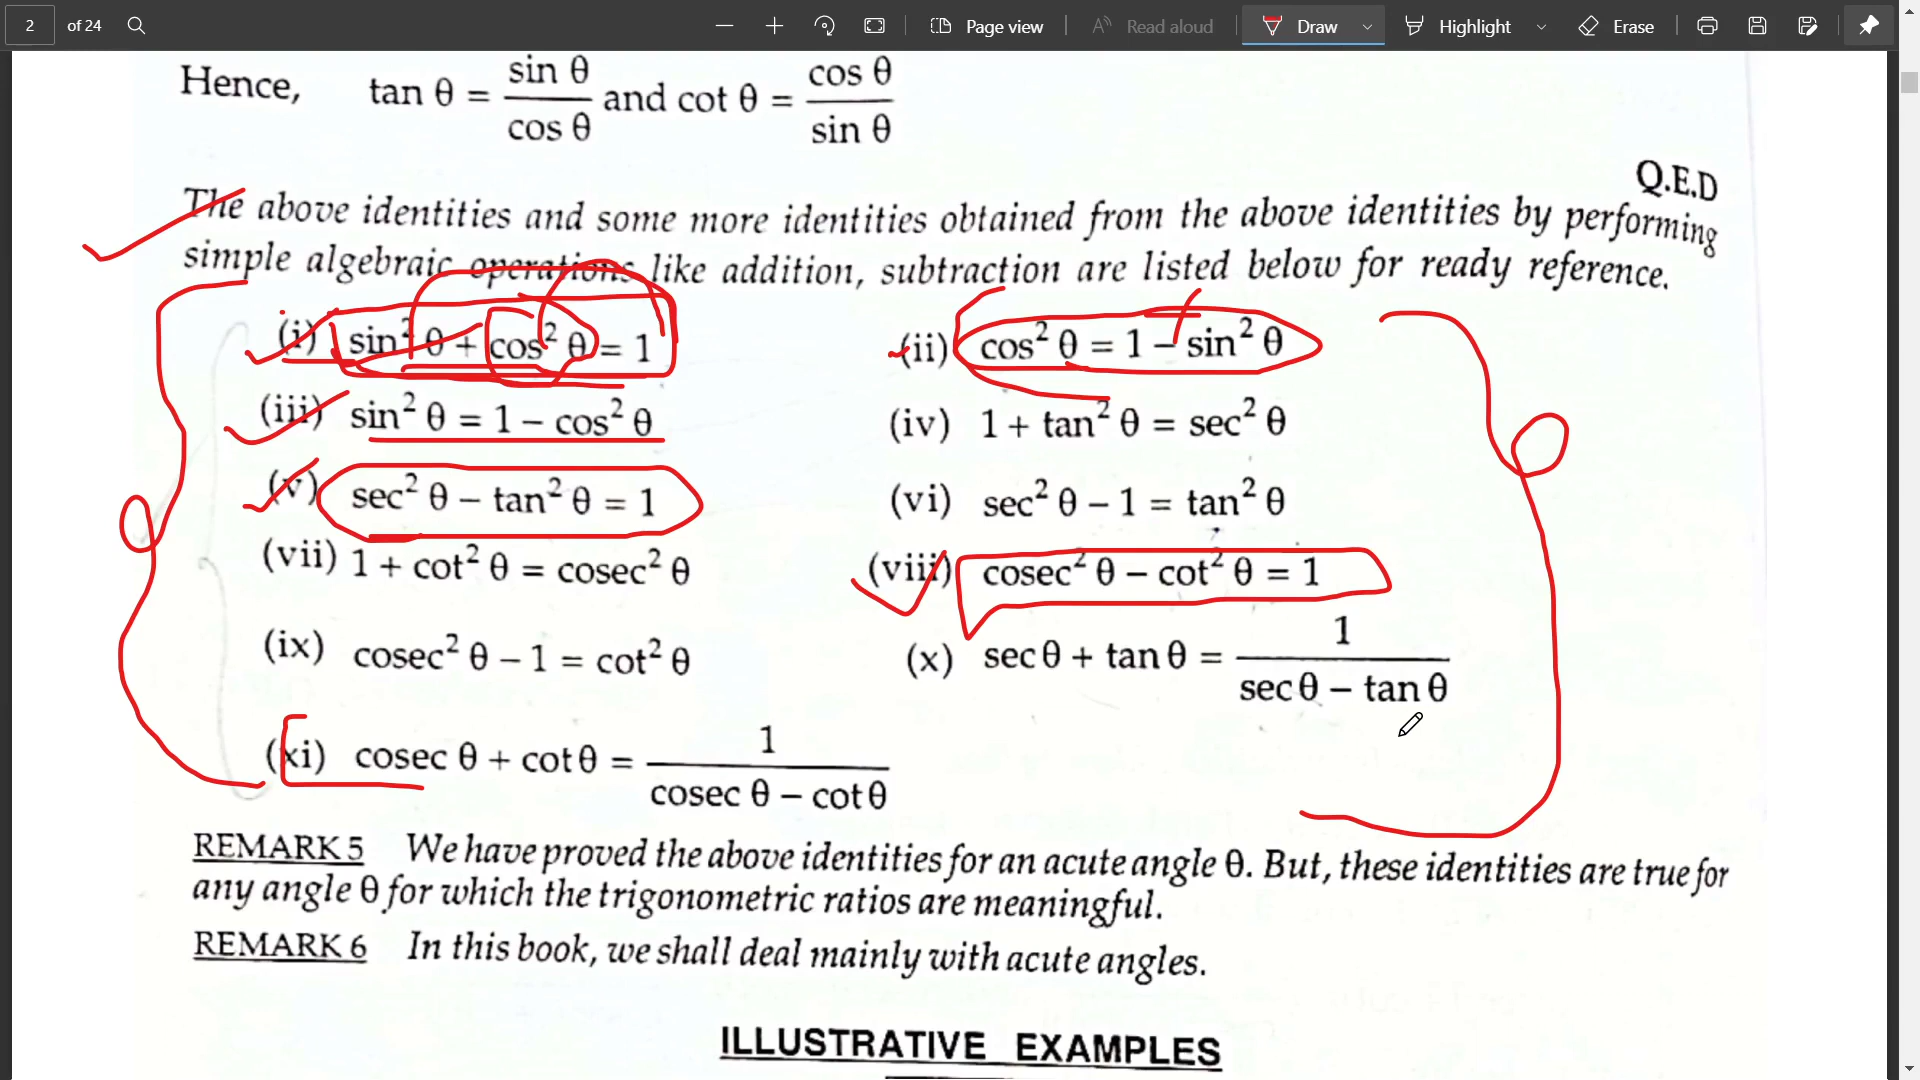 2 of 24 Page view Read aloud Draw Highlight Erase
Hence, tan θ = sin θ / cos θ and cot θ = cos θ / sin θ
Q.E.D
The above identities and some more identities obtained from the above identities by performing
simple algebraic operations like addition, subtraction are listed below for ready reference.
(i) sin² θ + cos² θ = 1 (ii) cos² θ = 1 – sin² θ
(iii) sin² θ = 1 – cos² θ (iv) 1 + tan² θ = sec² θ
(v) sec² θ – tan² θ = 1 (vi) sec² θ – 1 = tan² θ
(vii) 1 + cot² θ = cosec² θ (viii) cosec² θ – cot² θ = 1
(ix) cosec² θ – 1 = cot² θ (x) sec θ + tan θ = 1 / sec θ – tan θ
(xi) cosec θ + cot θ = 1 / cosec θ – cot θ
REMARK 5 We have proved the above identities for an acute angle θ. But, these identities are true for
any angle θ for which the trigonometric ratios are meaningful.
REMARK 6 In this book, we shall deal mainly with acute angles.
ILLUSTRATIVE EXAMPLES